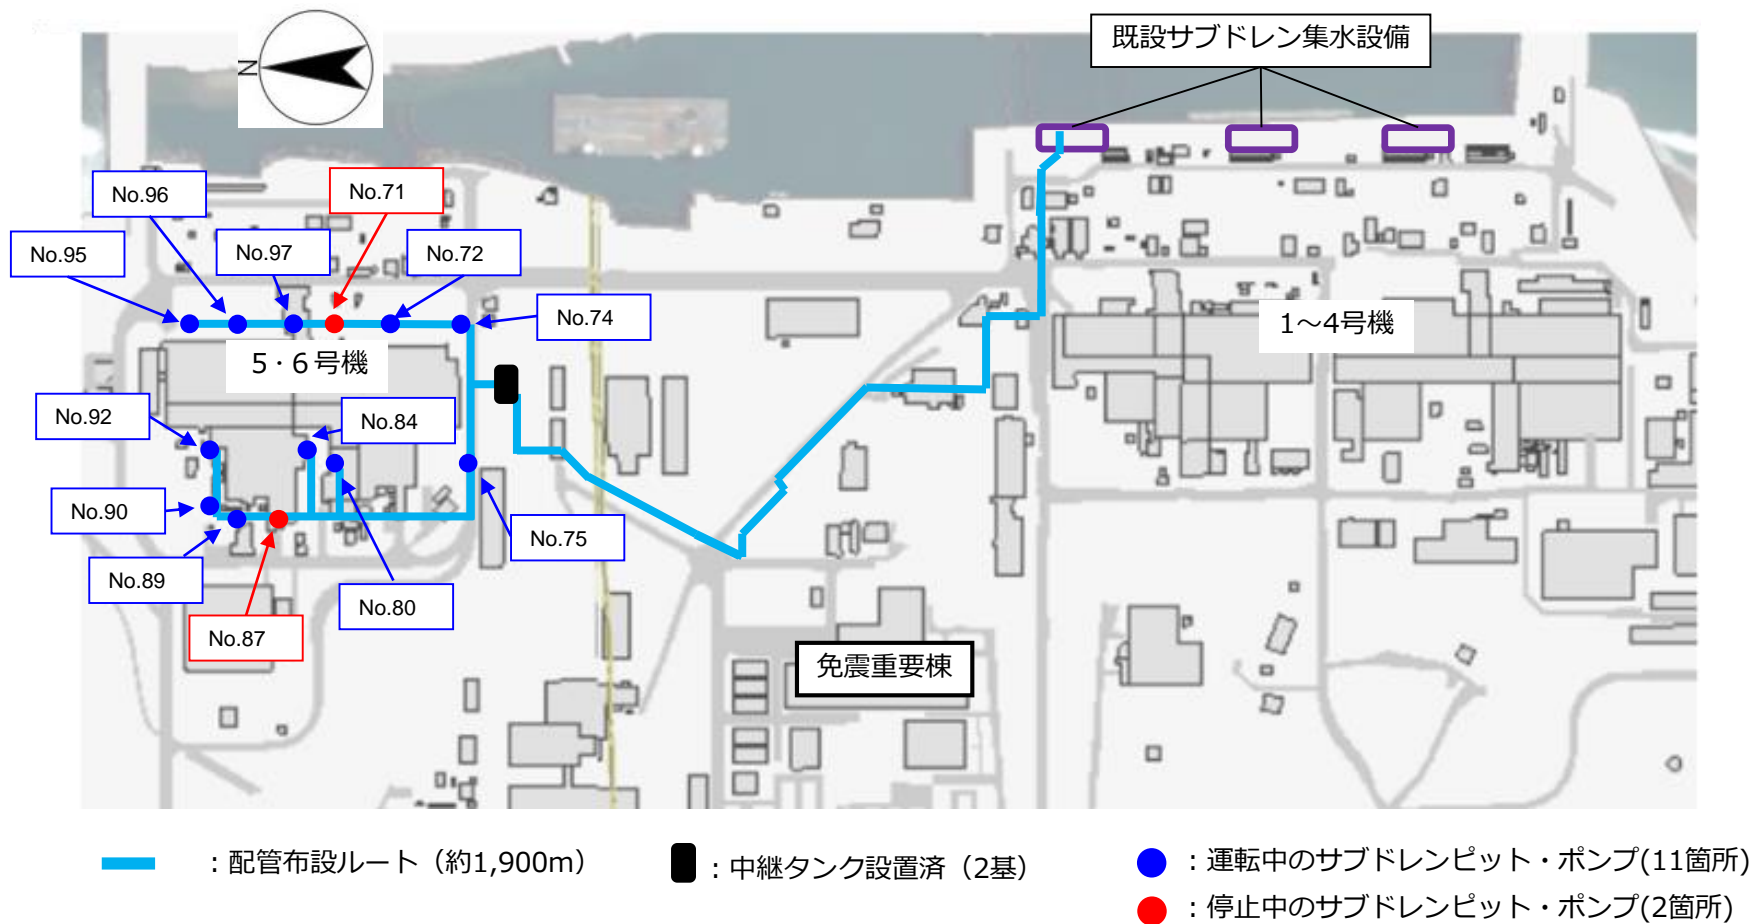 既設サブドレン集水設備
N
No.96
No.71
No.95
No.97
No.72
No.74
1～4号機
5・6号機
No.92
No.84
No.90
No.75
No.89
No.80
No.87
免震重要棟
：配管布設ルート（約1,900m）
：中継タンク設置済（2基）
：運転中のサブドレンピット・ポンプ(11箇所)
：停止中のサブドレンピット・ポンプ(2箇所)